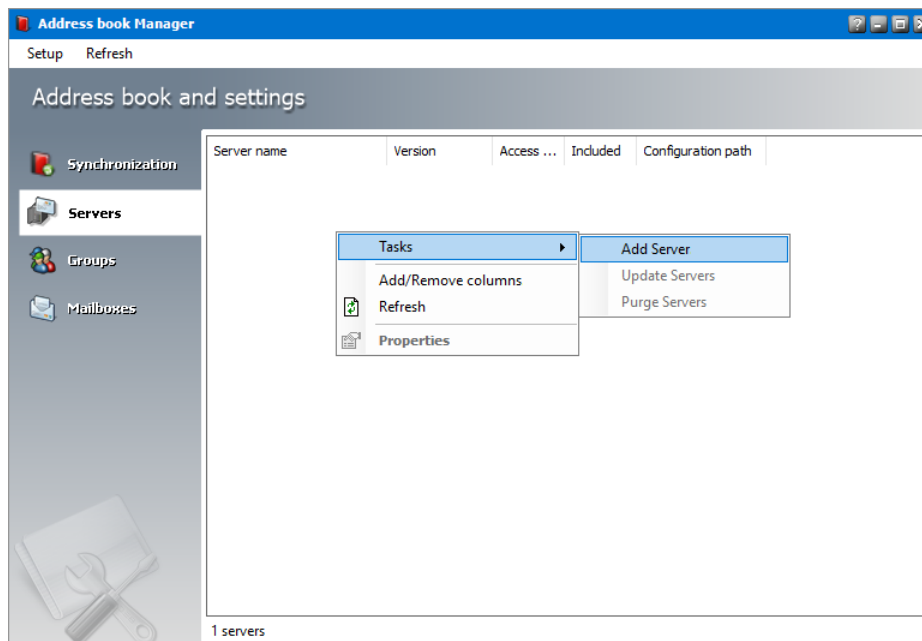 Address book Manager
Setup Refresh
Address book and settings
Server name Version Access ... Included Configuration path
Synchronization
Servers
Groups
Mailboxes
Tasks
Add/Remove columns
Refresh
Properties
Add Server
Update Servers
Purge Servers
1 servers